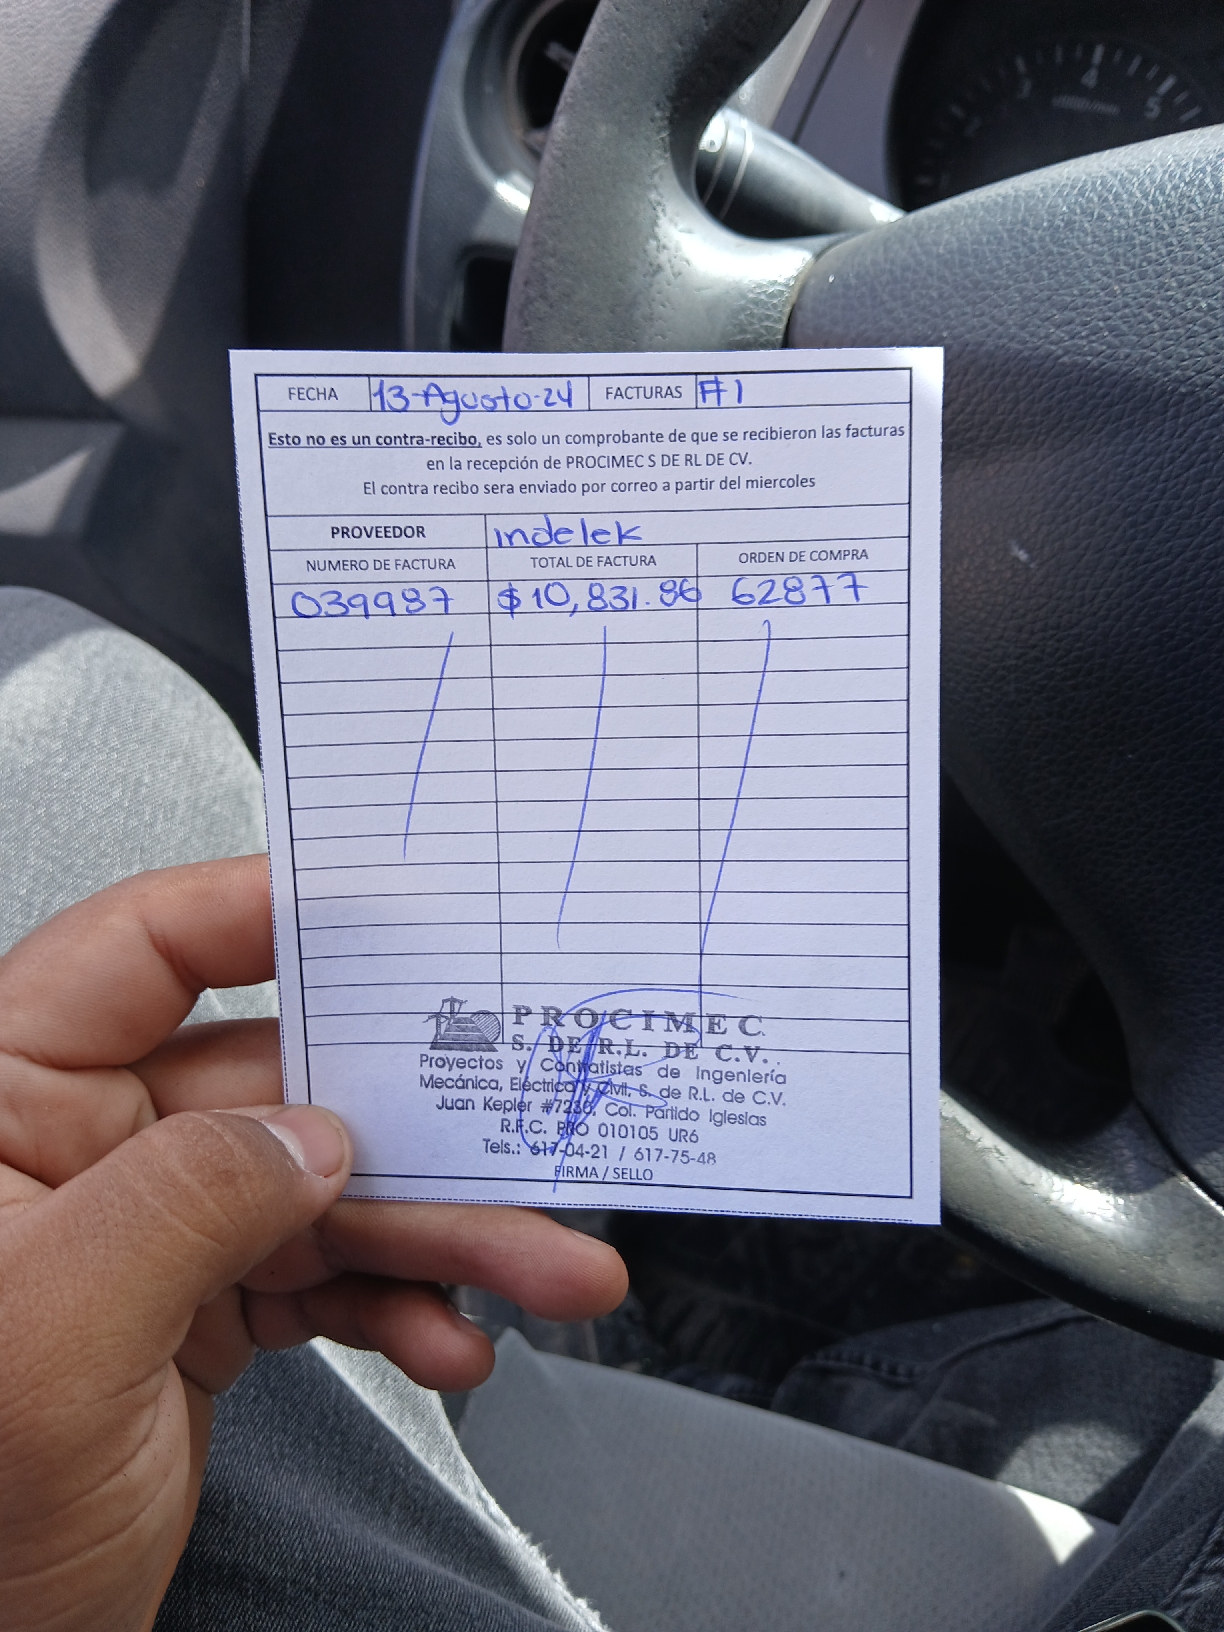 FECHA 13-Agosto-24 FACTURAS #1
Esto no es un contra-recibo, es solo un comprobante de que se recibieron las facturas
en la recepción de PROCIMEC S DE RL DE CV.
El contra recibo sera enviado por correo a partir del miercoles
PROVEEDOR indelek
NUMERO DE FACTURA TOTAL DE FACTURA ORDEN DE COMPRA
039987 $10,831.86 62877
PROCIMEC
S. DE R.L. DE C.V.
Proyectos y Contratistas de Ingeniería
Mecánica, Eléctrica y Civil, S. de R.L. de C.V.
Juan Kepler #7236, Col. Partido Iglesias
R.F.C. PRO 010105 UR6
Tels.: 617-04-21 / 617-75-48
FIRMA / SELLO
3 4 5